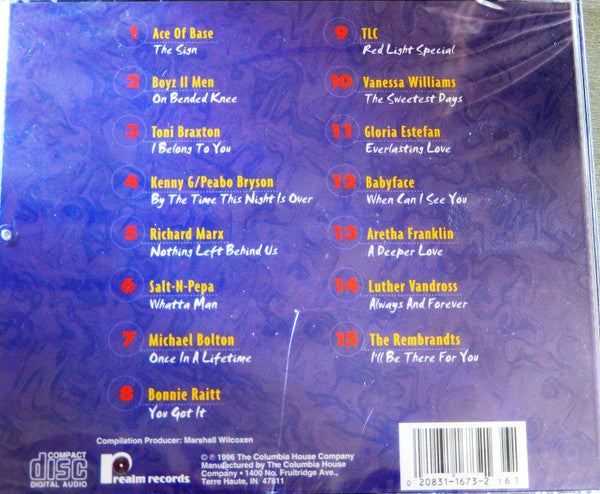 1 Ace Of Base
The Sign
2 Boyz II Men
On Bended Knee
3 Toni Braxton
I Belong To You
4 Kenny G/Peabo Bryson
By The Time This Night Is Over
5 Richard Marx
Nothing Left Behind Us
6 Salt-N-Pepa
Whatta Man
7 Michael Bolton
Once In A Lifetime
8 Bonnie Raitt
You Got It
9 TLC
Red Light Special
10 Vanessa Williams
The Sweetest Days
11 Gloria Estefan
Everlasting Love
12 Babyface
When Can I See You
13 Aretha Franklin
A Deeper Love
14 Luther Vandross
Always And Forever
15 The Rembrandts
I'll Be There For You
Compilation Producer: Marshall Wilcoxen
COMPACT
disc
DIGITAL AUDIO
r
realm records
© ℗ 1996 The Columbia House Company
Manufactured by The Columbia House
Company • 1400 No. Fruitridge Ave.,
Terre Haute, IN 47811
0 20831-1673-2 161